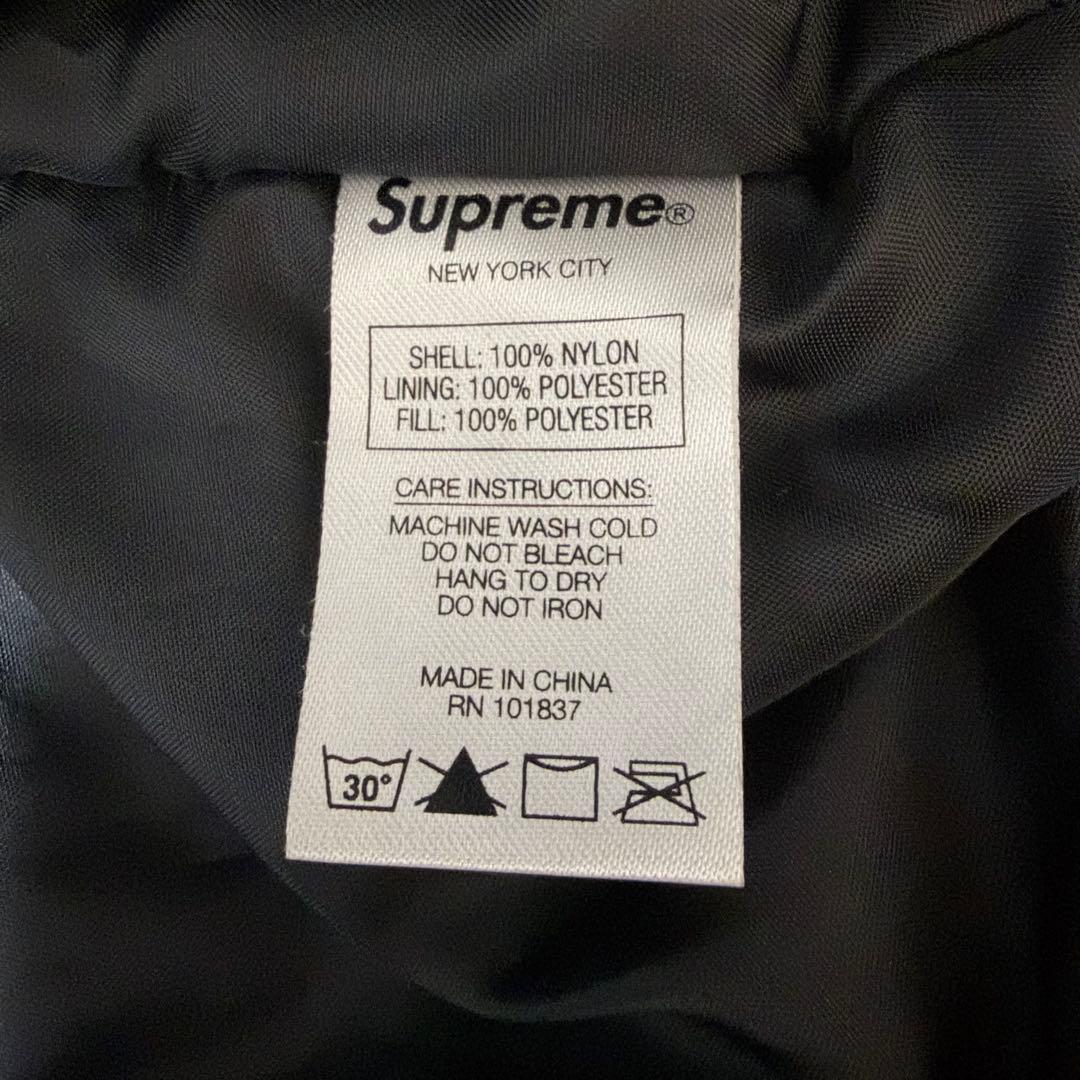 Supreme®
NEW YORK CITY
SHELL: 100% NYLON
LINING: 100% POLYESTER
FILL: 100% POLYESTER
CARE INSTRUCTIONS:
MACHINE WASH COLD
DO NOT BLEACH
HANG TO DRY
DO NOT IRON
MADE IN CHINA
RN 101837
30°